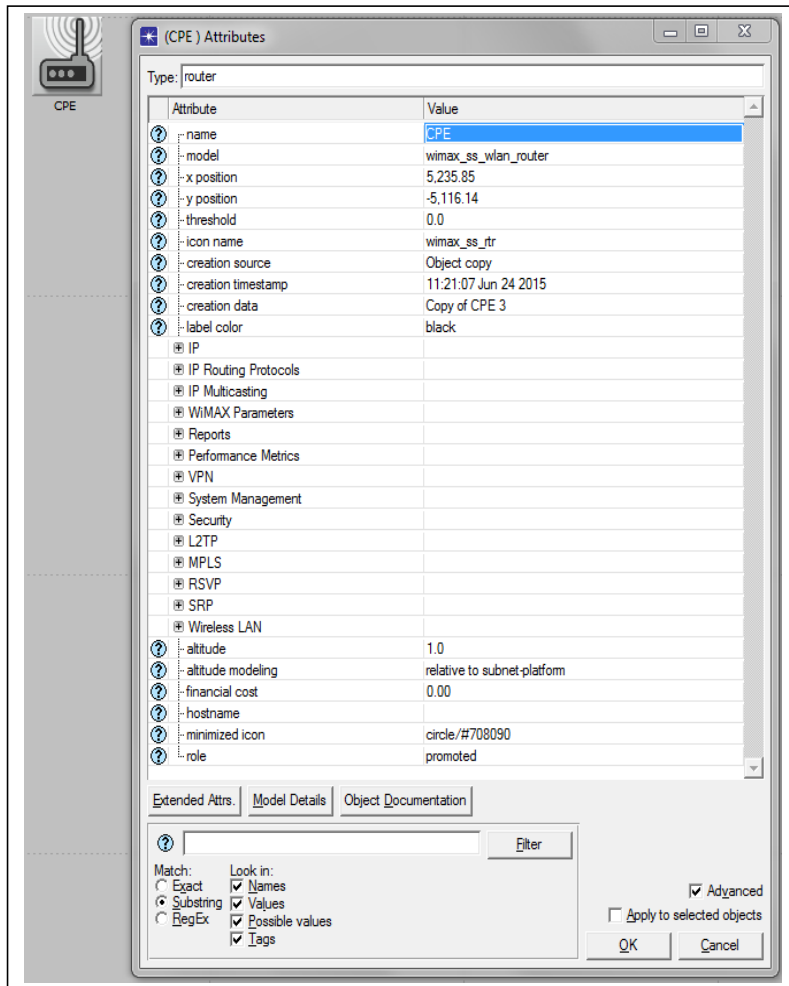 (CPE ) Attributes
CPE
Type: router
Attribute Value
name CPE
model wimax_ss_wlan_router
x position 5,235.85
y position -5,116.14
threshold 0.0
icon name wimax_ss_rtr
creation source Object copy
creation timestamp 11:21:07 Jun 24 2015
creation data Copy of CPE 3
label color black
IP
IP Routing Protocols
IP Multicasting
WiMAX Parameters
Reports
Performance Metrics
VPN
System Management
Security
L2TP
MPLS
RSVP
SRP
Wireless LAN
altitude 1.0
altitude modeling relative to subnet-platform
financial cost 0.00
hostname
minimized icon circle/#708090
role promoted
Extended Attrs. Model Details Object Documentation
Filter
Match: Look in:
Exact Names
Substring Values
RegEx Possible values
Tags
Advanced
Apply to selected objects
OK Cancel